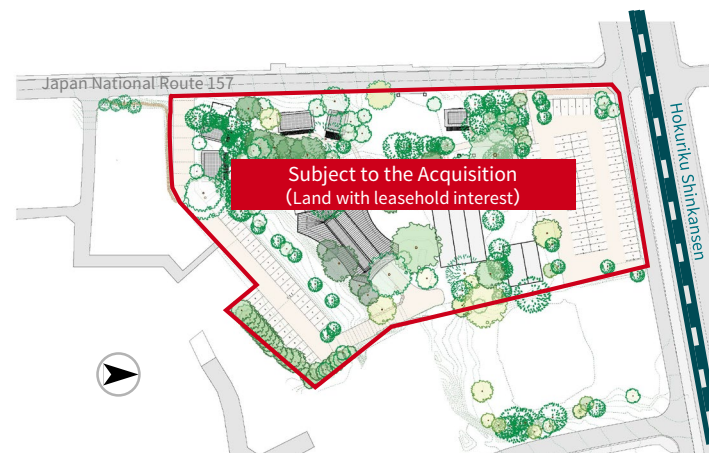 Japan National Route 157
Subject to the Acquisition
(Land with leasehold interest)
Hokuriku Shinkansen